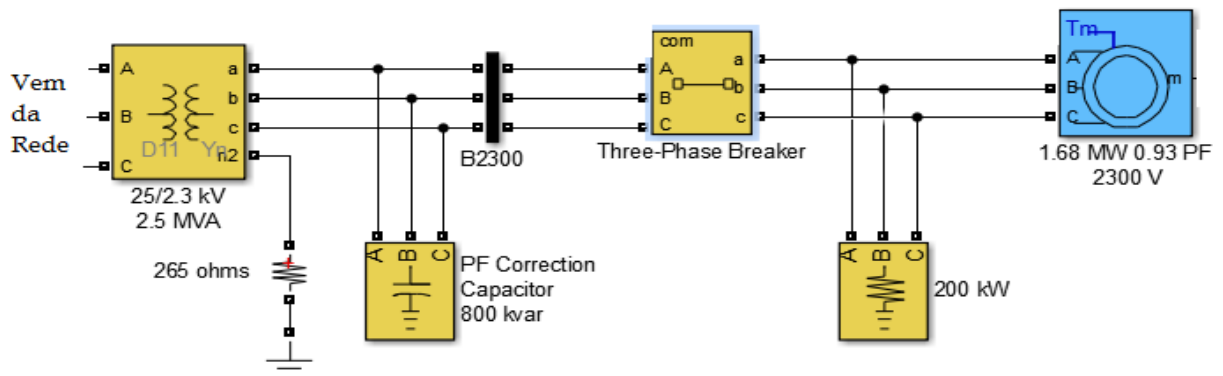 Vem
da
Rede
A
B
C
a
b
c
n2
D11 Yn
25/2.3 kV
2.5 MVA
265 ohms
A B C
PF Correction
Capacitor
800 kvar
B2300
com
A
B
C
a
b
c
Three-Phase Breaker
A B C
200 kW
Tm
A
B
C
m
1.68 MW 0.93 PF
2300 V